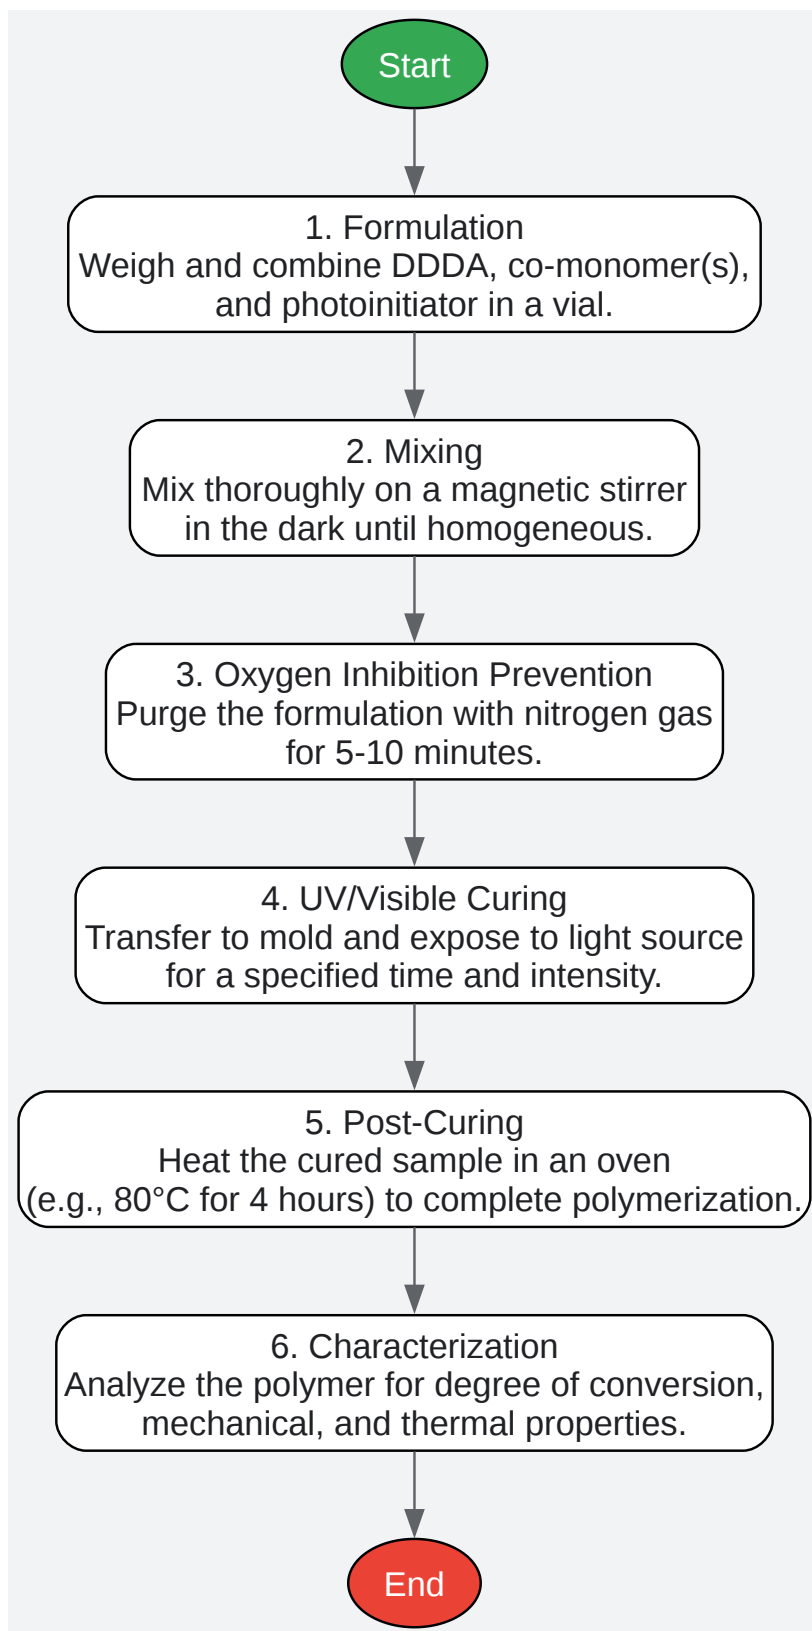 Start
1. Formulation
Weigh and combine DDDA, co-monomer(s),
and photoinitiator in a vial.
2. Mixing
Mix thoroughly on a magnetic stirrer
in the dark until homogeneous.
3. Oxygen Inhibition Prevention
Purge the formulation with nitrogen gas
for 5-10 minutes.
4. UV/Visible Curing
Transfer to mold and expose to light source
for a specified time and intensity.
5. Post-Curing
Heat the cured sample in an oven
(e.g., 80°C for 4 hours) to complete polymerization.
6. Characterization
Analyze the polymer for degree of conversion,
mechanical, and thermal properties.
End